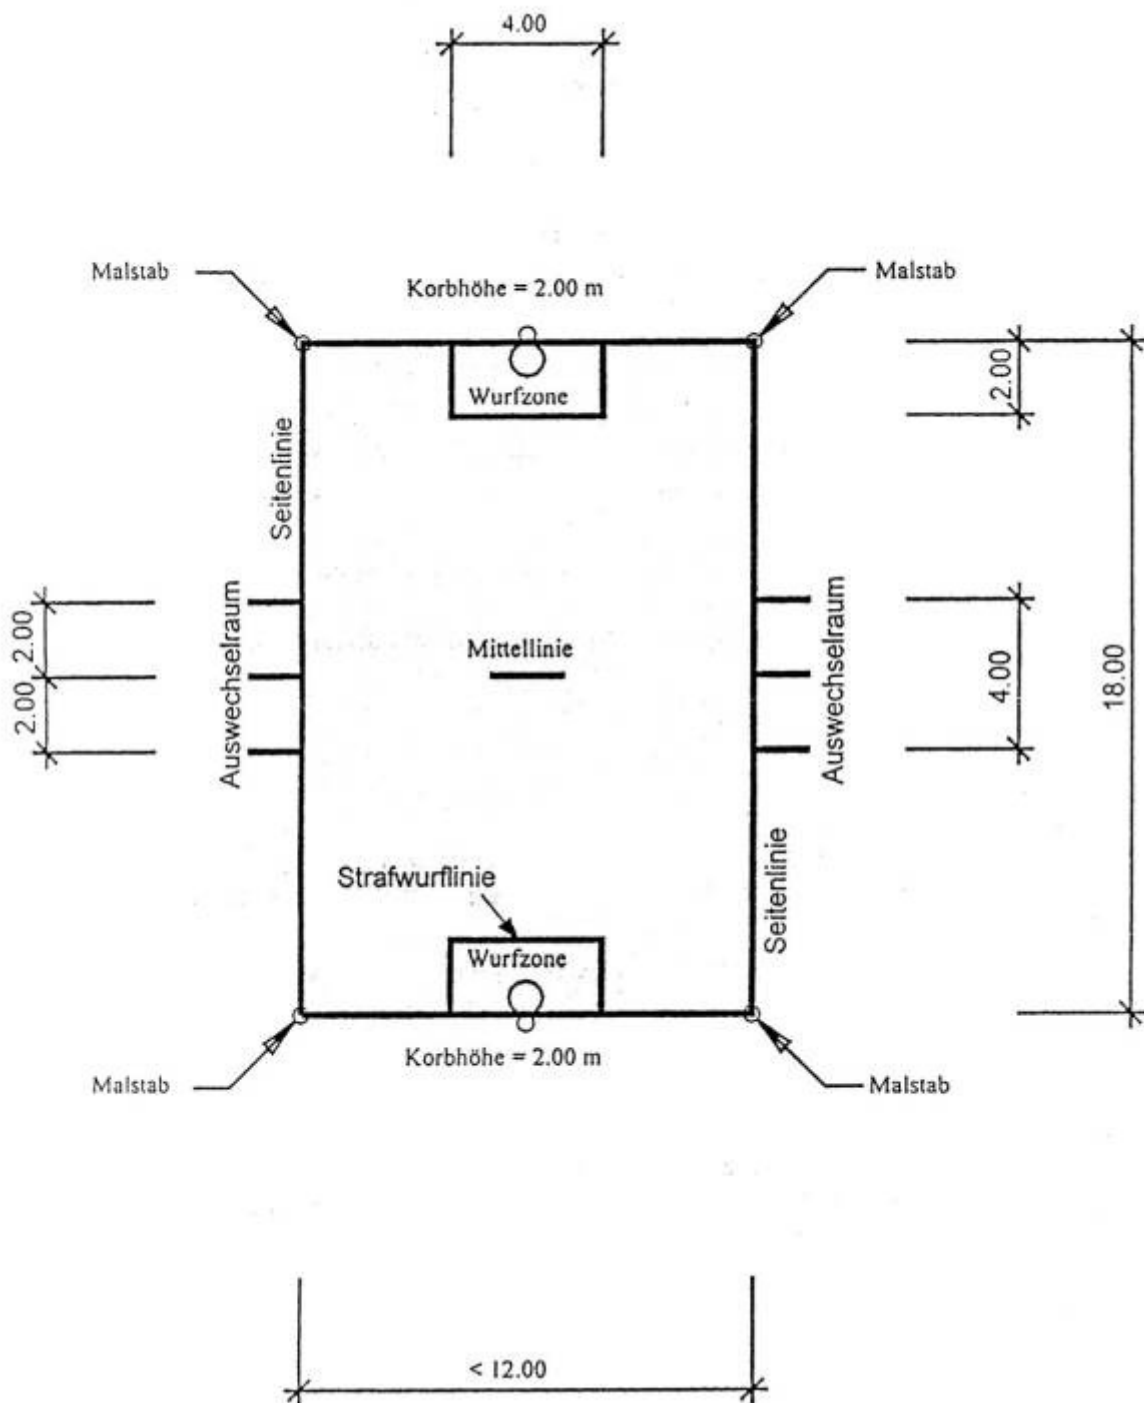 4.00
Malstab
Malstab
Korbhöhe = 2.00 m
Wurfzone
2.00
Seitenlinie
Auswechselraum
2.00
2.00
Mittellinie
Auswechselraum
4.00
18.00
Strafwurflinie
Seitenlinie
Wurfzone
Korbhöhe = 2.00 m
Malstab
Malstab
< 12.00